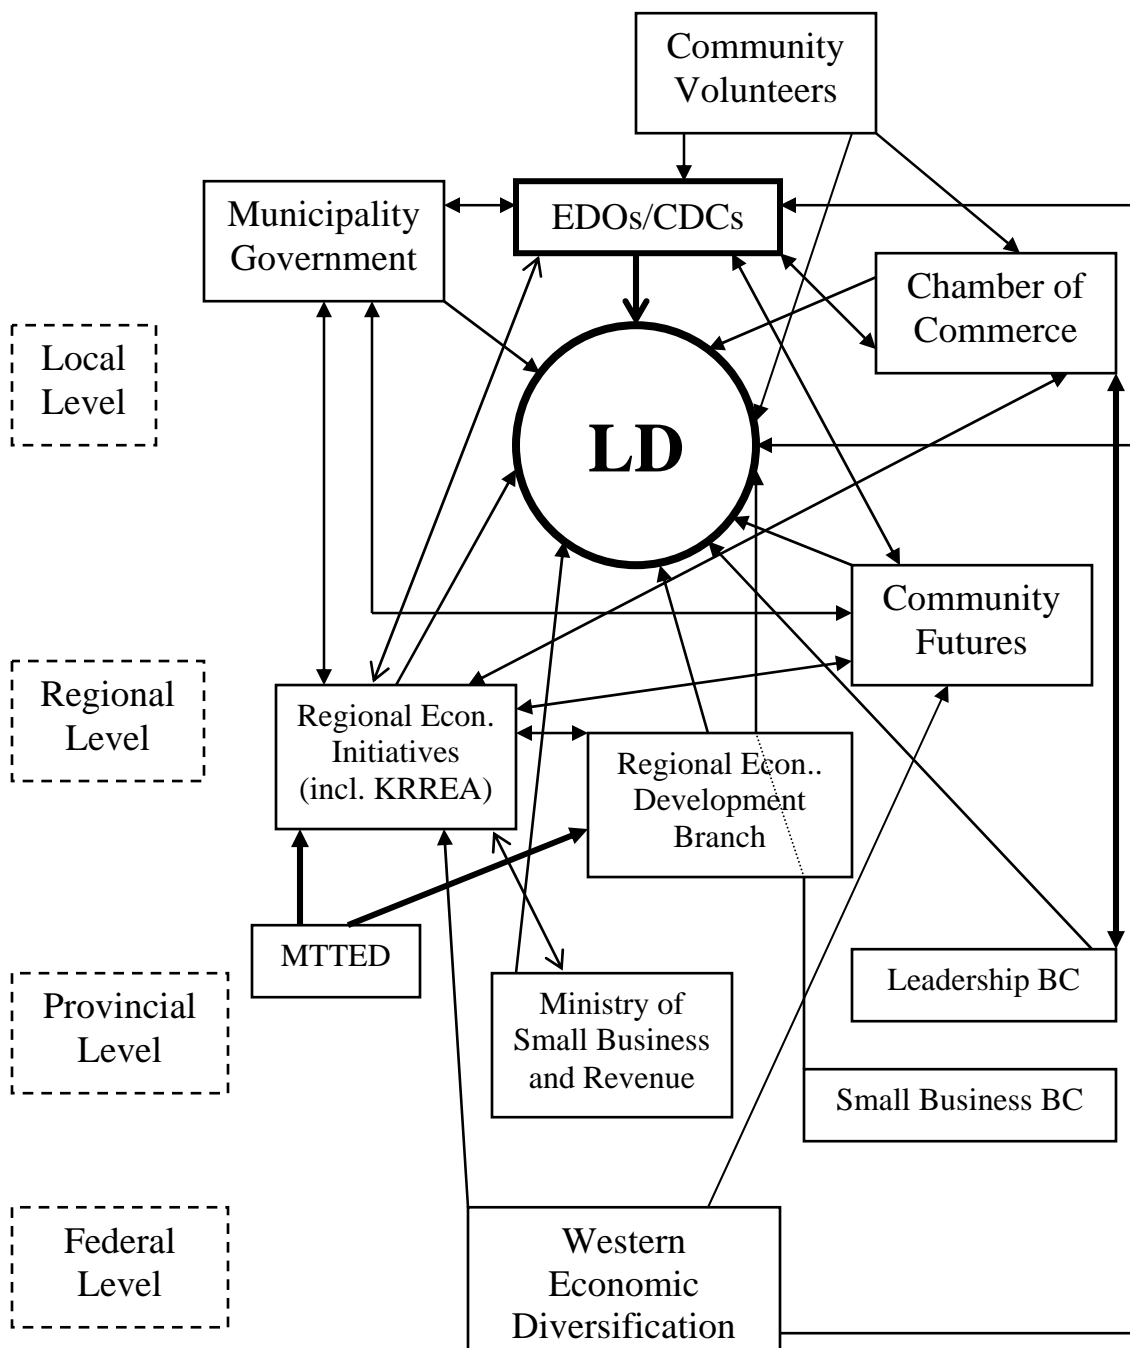 Community
Volunteers
Municipality
Government
EDOs/CDCs
Chamber of
Commerce
Local
Level
LD
Community
Futures
Regional
Level
Regional Econ.
Initiatives
(incl. KRREA)
Regional Econ..
Development
Branch
MTTED
Leadership BC
Provincial
Level
Ministry of
Small Business
and Revenue
Small Business BC
Federal
Level
Western
Economic
Diversification